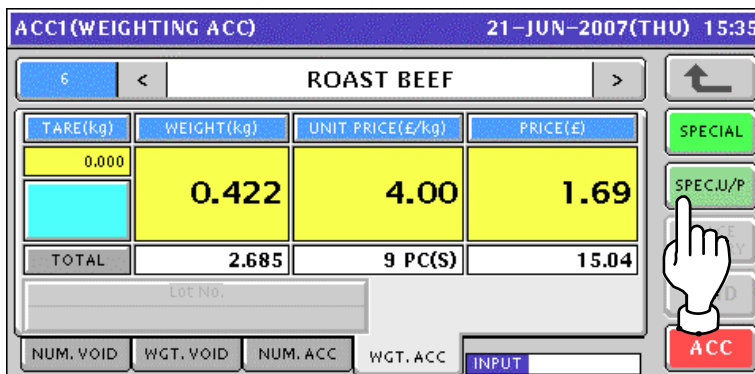 ACC1(WEIGHTING ACC) 21-JUN-2007(THU) 15:35
6 < ROAST BEEF >
TARE(kg) WEIGHT(kg) UNIT PRICE(£/kg) PRICE(£) SPECIAL
0.000
0.422 4.00 1.69 SPEC.U/P
TOTAL 2.685 9 PC(S) 15.04
Lot No.
NUM. VOID WGT. VOID NUM. ACC WGT. ACC INPUT ACC